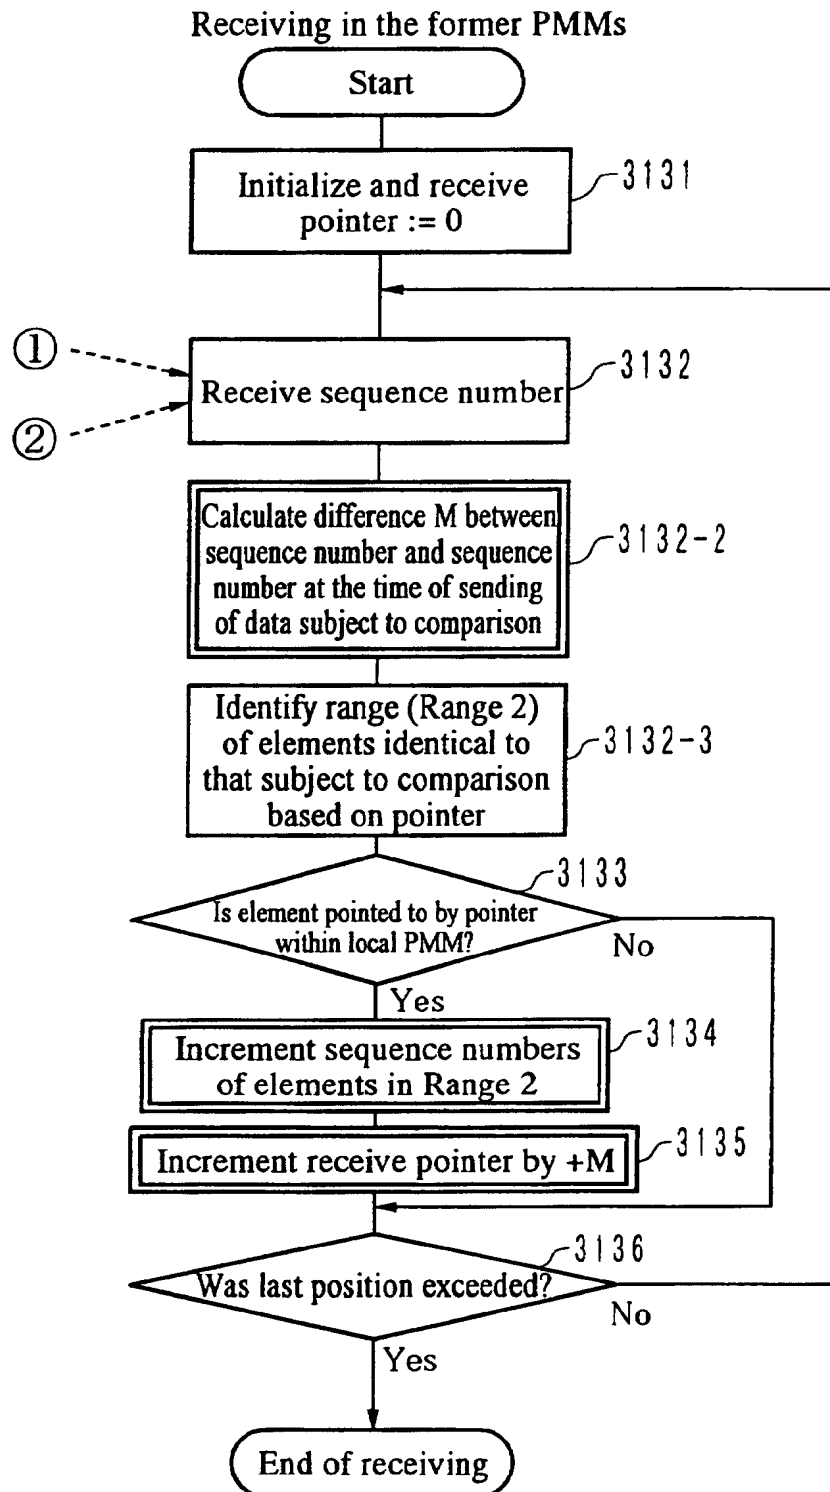 Receiving in the former PMMs
Start
Initialize and receive
pointer := 0
3131
①
②
Receive sequence number
3132
Calculate difference M between
sequence number and sequence
number at the time of sending
of data subject to comparison
3132-2
Identify range (Range 2)
of elements identical to
that subject to comparison
based on pointer
3132-3
3133
Is element pointed to by pointer
within local PMM?
No
Yes
Increment sequence numbers
of elements in Range 2
3134
Increment receive pointer by +M
3135
3136
Was last position exceeded?
No
Yes
End of receiving